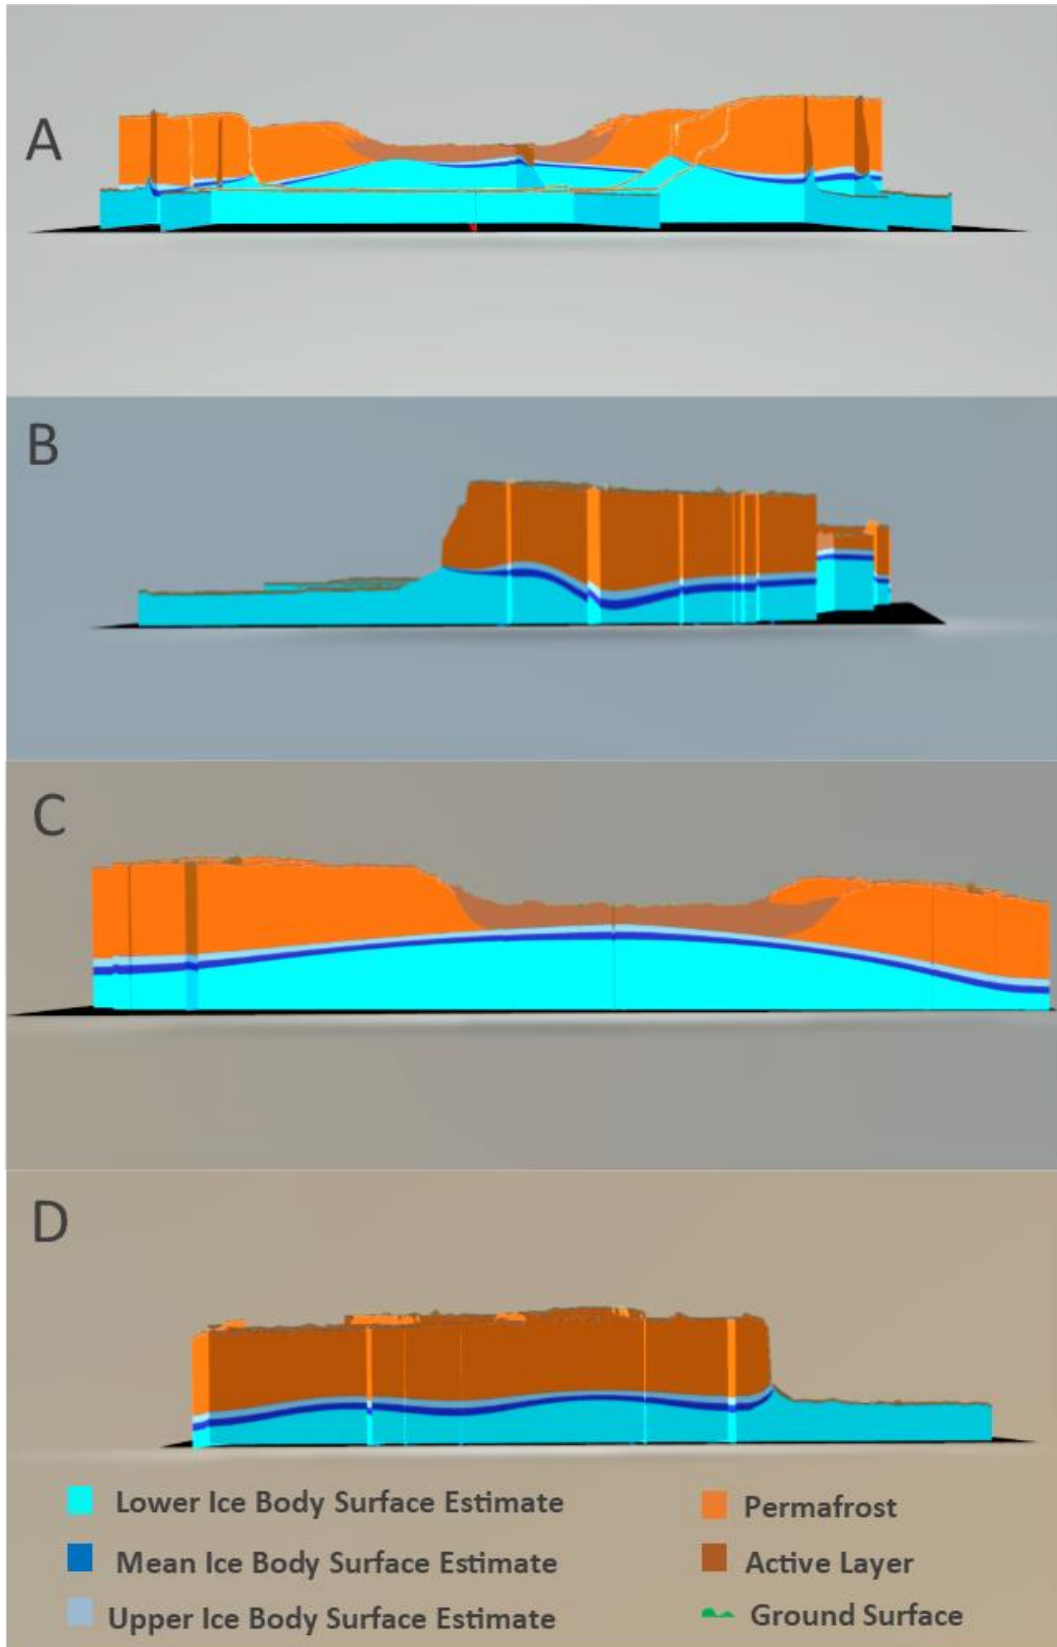 A
B
C
D
Lower Ice Body Surface Estimate
Permafrost
Mean Ice Body Surface Estimate
Active Layer
Upper Ice Body Surface Estimate
Ground Surface